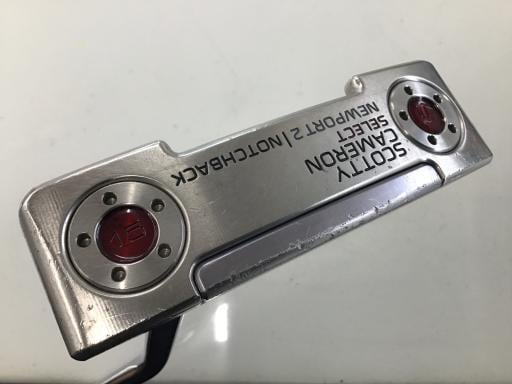 SCOTTY
CAMERON
SELECT
NEWPORT 2 | NOTCHBACK